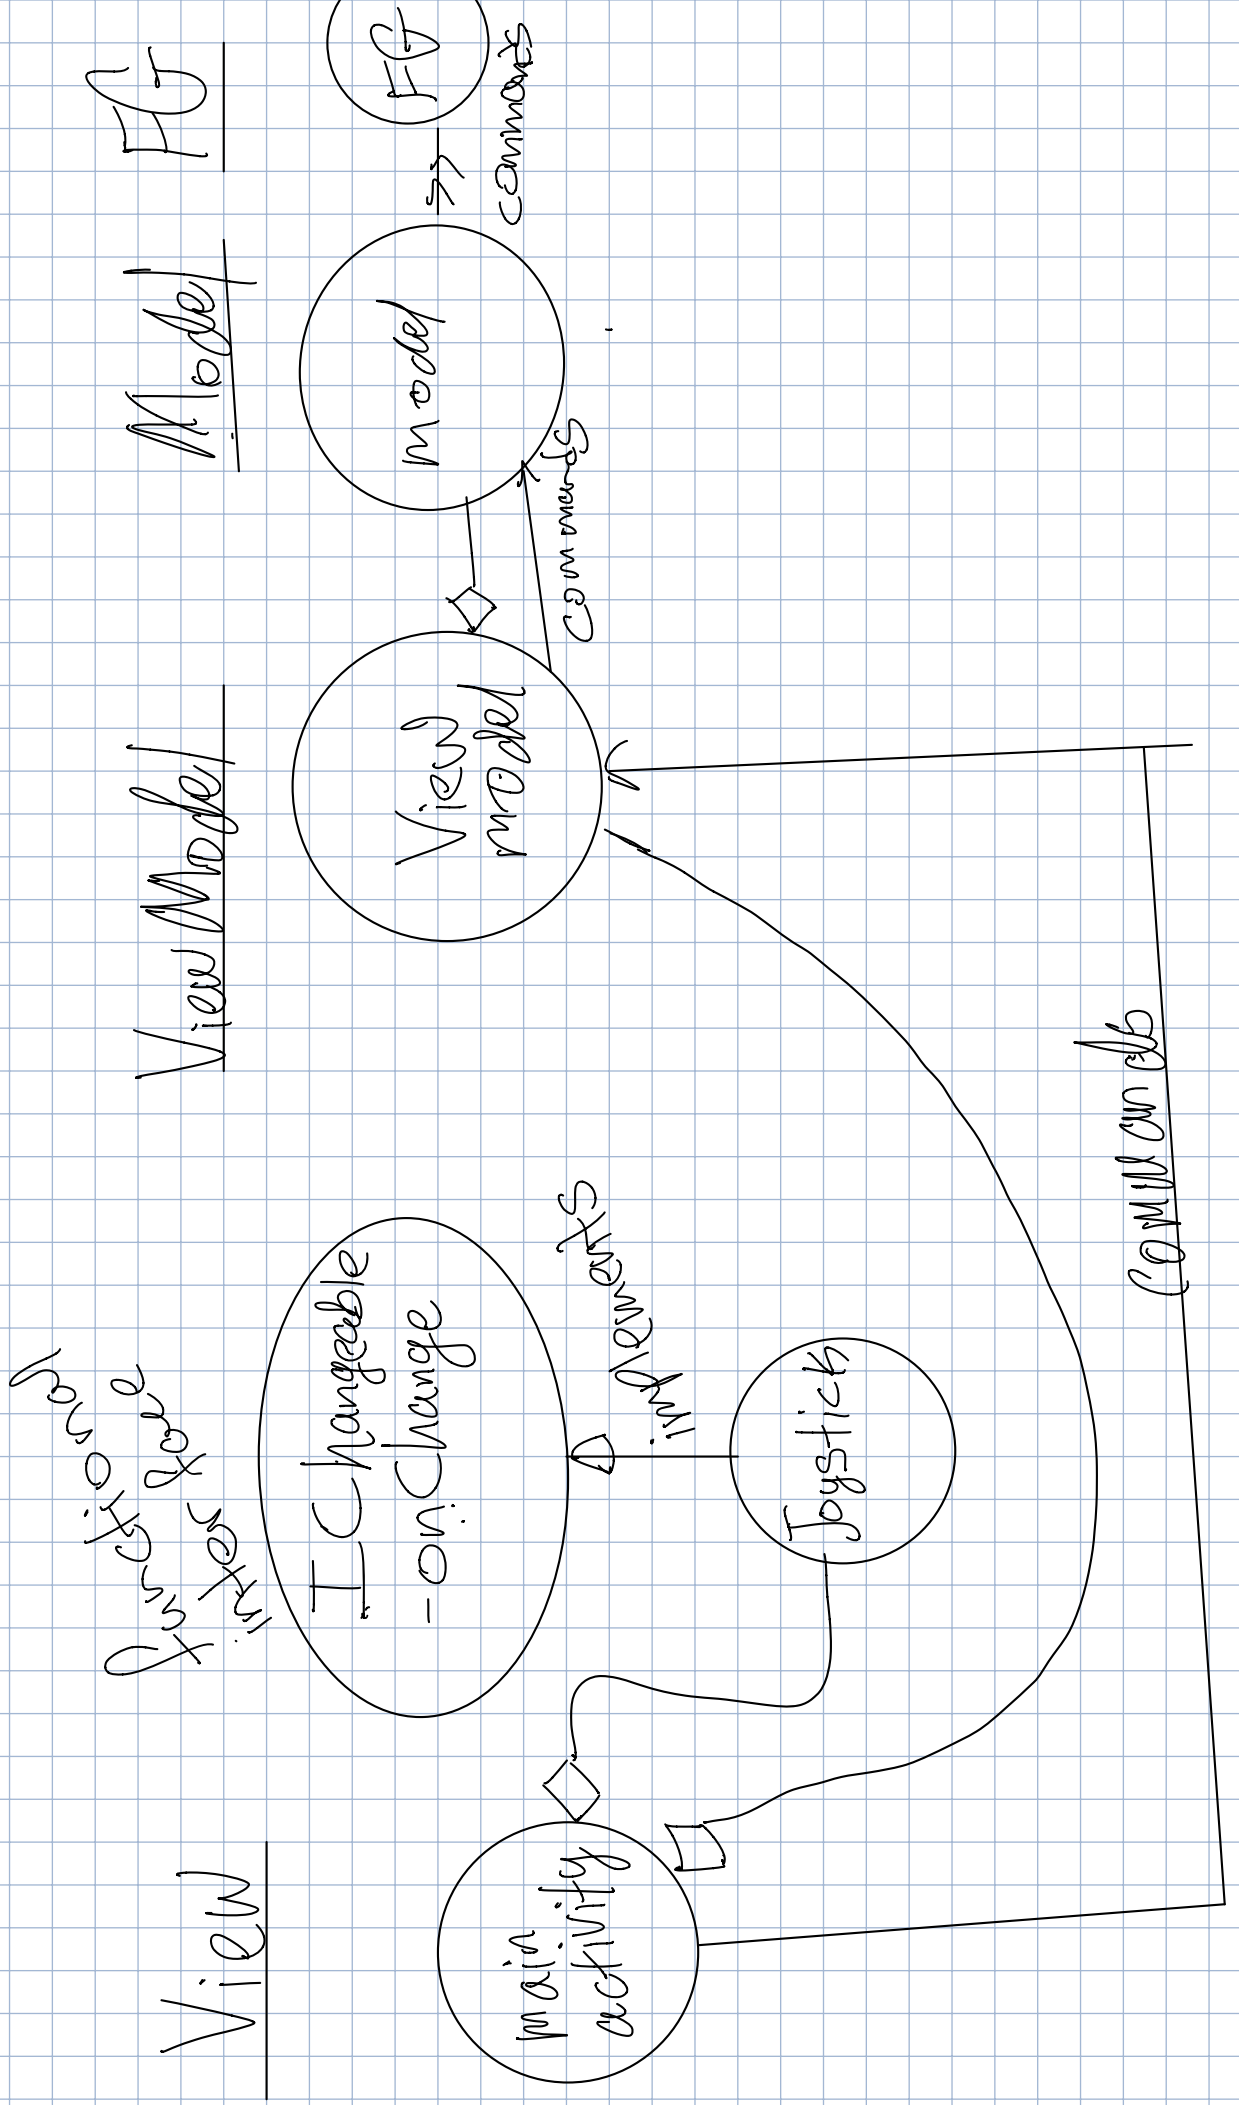 View
View Model
Model
FG
functional
interface
IChangeable
-onChange
implements
Joystick
main
activity
View
model
model
FG
commands
commands
commands